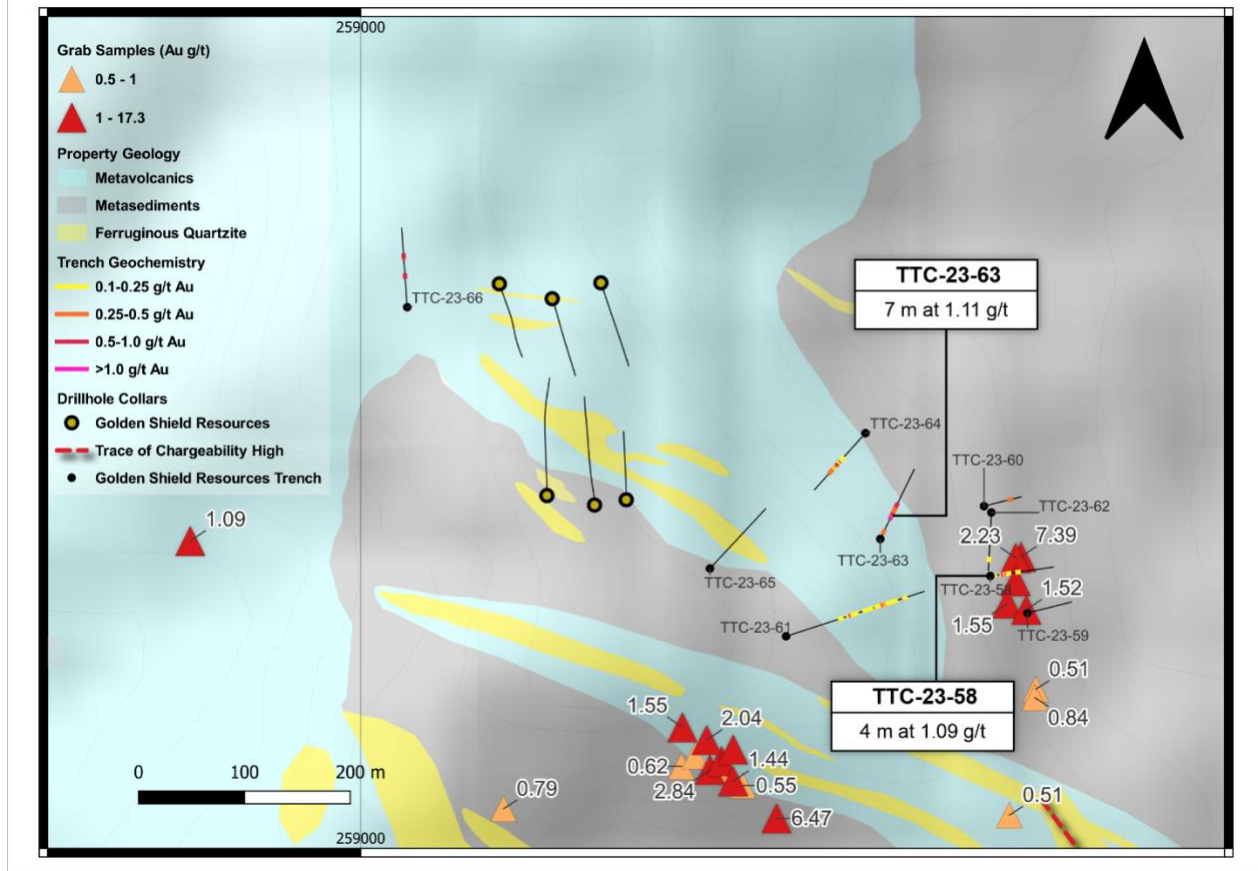 259000
Grab Samples (Au g/t)
0.5 - 1
1 - 17.3
Property Geology
Metavolcanics
Metasediments
Ferruginous Quartzite
Trench Geochemistry
0.1-0.25 g/t Au
0.25-0.5 g/t Au
0.5-1.0 g/t Au
>1.0 g/t Au
Drillhole Collars
Golden Shield Resources
Trace of Chargeability High
Golden Shield Resources Trench
TTC-23-63
7 m at 1.11 g/t
TTC-23-66
TTC-23-64
TTC-23-60
TTC-23-62
1.09
2.23
7.39
TTC-23-63
TTC-23-65
TTC-23-58
1.52
1.55
TTC-23-61
TTC-23-59
0.51
0.84
TTC-23-58
4 m at 1.09 g/t
1.55
2.04
0.62
1.44
2.84
0.55
0 100 200 m
0.79
6.47
0.51
259000